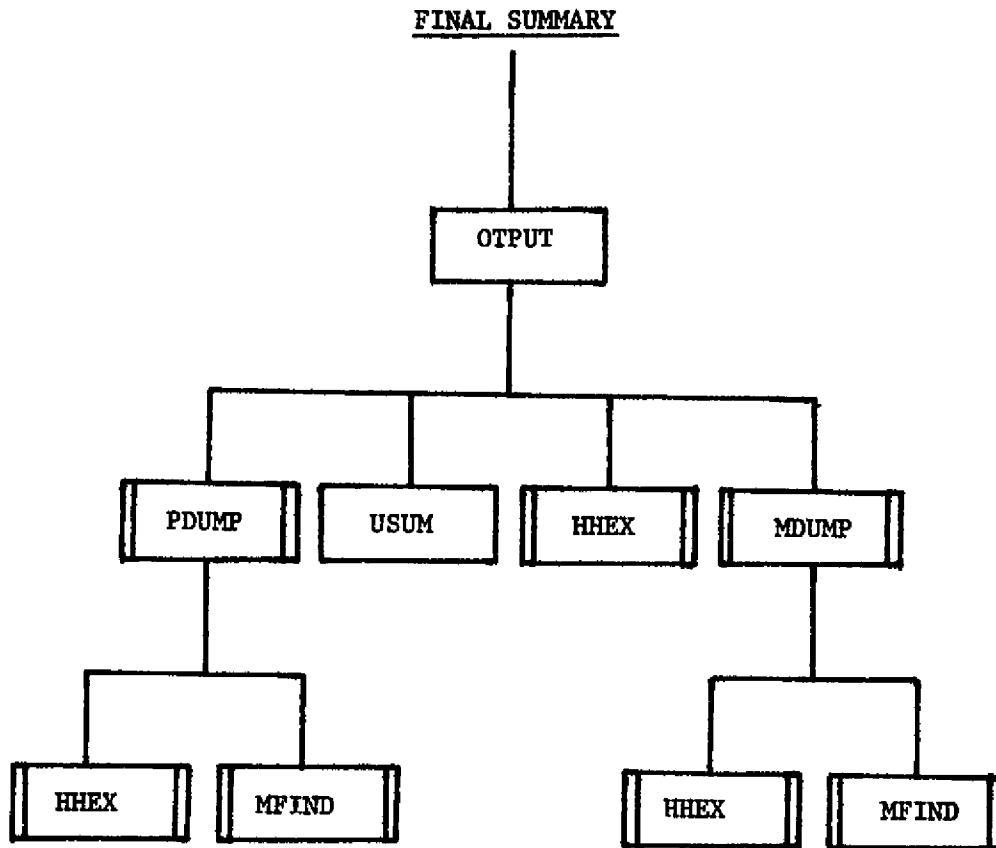 FINAL SUMMARY
OTPUT
PDUMP
USUM
HHEX
MDUMP
HHEX
MFIND
HHEX
MFIND